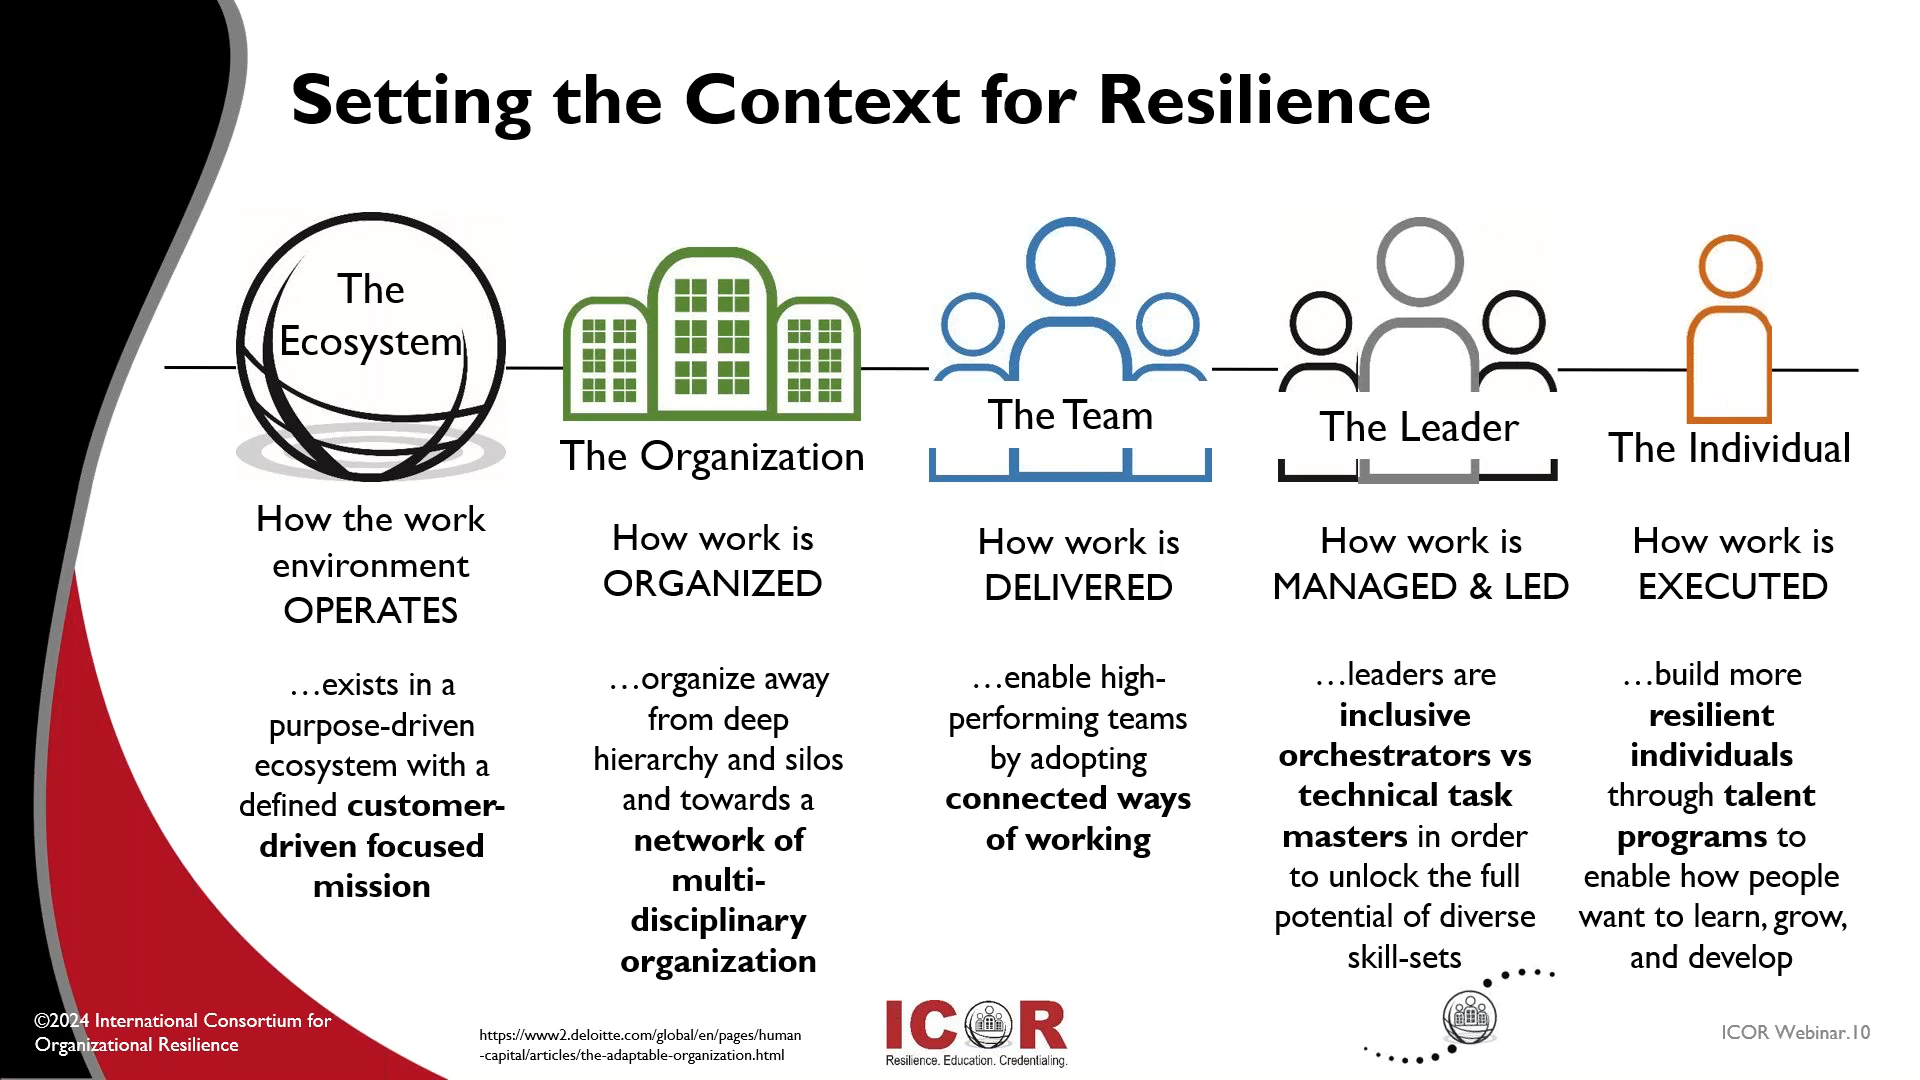 Setting the Context for Resilience
The
Ecosystem
How the work
environment
OPERATES
…exists in a
purpose-driven
ecosystem with a
defined customer-
driven focused
mission
The Organization
How work is
ORGANIZED
…organize away
from deep
hierarchy and silos
and towards a
network of
multi-
disciplinary
organization
The Team
How work is
DELIVERED
…enable high-
performing teams
by adopting
connected ways
of working
The Leader
How work is
MANAGED & LED
…leaders are
inclusive
orchestrators vs
technical task
masters in order
to unlock the full
potential of diverse
skill-sets
The Individual
How work is
EXECUTED
…build more
resilient
individuals
through talent
programs to
enable how people
want to learn, grow,
and develop
©2024 International Consortium for
Organizational Resilience
https://www2.deloitte.com/global/en/pages/human
-capital/articles/the-adaptable-organization.html
ICOR
Resilience. Education. Credentialing.
ICOR Webinar.10